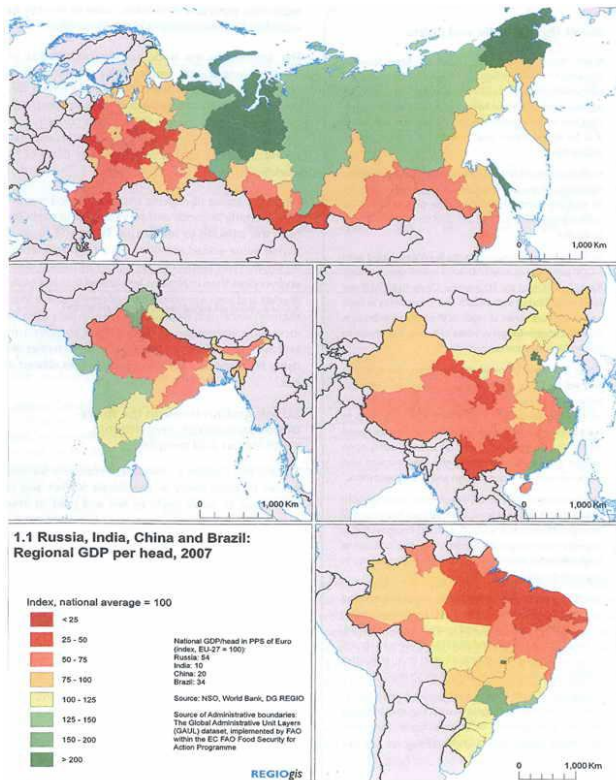 1,000 Km
0
0
1,000 Km
0
1,000 Km
1.1 Russia, India, China and Brazil:
Regional GDP per head, 2007
Index, national average = 100
< 25
25 - 50
50 - 75
75 - 100
100 - 125
125 - 150
150 - 200
> 200
National GDP/head in PPS of Euro
(index, EU-27 = 100):
Russia: 54
India: 10
China: 20
Brazil: 34
Source: NSO, World Bank, DG REGIO
Source of Administrative boundaries:
The Global Administrative Unit Layers
(GAUL) dataset, implemented by FAO
within the EC FAO Food Security for
Action Programme
REGIOgis
0
1,000 Km